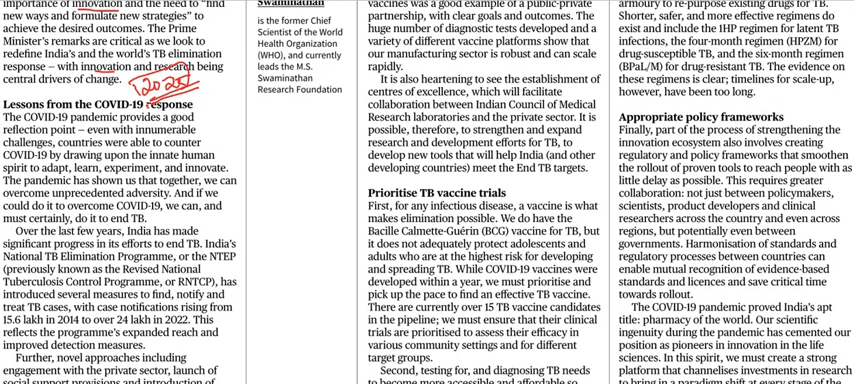 importance of innovation and the need to “find
new ways and formulate new strategies” to
achieve the desired outcomes. The Prime
Minister’s remarks are critical as we look to
redefine India’s and the world’s TB elimination
response – with innovation and research being
central drivers of change.
2025
Lessons from the COVID-19 response
The COVID-19 pandemic provides a good
reflection point – even with innumerable
challenges, countries were able to counter
COVID-19 by drawing upon the innate human
spirit to adapt, learn, experiment, and innovate.
The pandemic has shown us that together, we can
overcome unprecedented adversity. And if we
could do it to overcome COVID-19, we can, and
must certainly, do it to end TB.
Over the last few years, India has made
significant progress in its efforts to end TB. India’s
National TB Elimination Programme, or the NTEP
(previously known as the Revised National
Tuberculosis Control Programme, or RNTCP), has
introduced several measures to find, notify and
treat TB cases, with case notifications rising from
15.6 lakh in 2014 to over 24 lakh in 2022. This
reflects the programme’s expanded reach and
improved detection measures.
Further, novel approaches including
engagement with the private sector, launch of
social support provisions and introduction of
Swaminathan
is the former Chief
Scientist of the World
Health Organization
(WHO), and currently
leads the M.S.
Swaminathan
Research Foundation
vaccines was a good example of a public-private
partnership, with clear goals and outcomes. The
huge number of diagnostic tests developed and a
variety of different vaccine platforms show that
our manufacturing sector is robust and can scale
rapidly.
It is also heartening to see the establishment of
centres of excellence, which will facilitate
collaboration between Indian Council of Medical
Research laboratories and the private sector. It is
possible, therefore, to strengthen and expand
research and development efforts for TB, to
develop new tools that will help India (and other
developing countries) meet the End TB targets.
Prioritise TB vaccine trials
First, for any infectious disease, a vaccine is what
makes elimination possible. We do have the
Bacille Calmette-Guérin (BCG) vaccine for TB, but
it does not adequately protect adolescents and
adults who are at the highest risk for developing
and spreading TB. While COVID-19 vaccines were
developed within a year, we must prioritise and
pick up the pace to find an effective TB vaccine.
There are currently over 15 TB vaccine candidates
in the pipeline; we must ensure that their clinical
trials are prioritised to assess their efficacy in
various community settings and for different
target groups.
Second, testing for, and diagnosing TB needs
to become more accessible and affordable so
armoury to re-purpose existing drugs for TB.
Shorter, safer, and more effective regimens do
exist and include the IHP regimen for latent TB
infections, the four-month regimen (HPZM) for
drug-susceptible TB, and the six-month regimen
(BPaL/M) for drug-resistant TB. The evidence on
these regimens is clear; timelines for scale-up,
however, have been too long.
Appropriate policy frameworks
Finally, part of the process of strengthening the
innovation ecosystem also involves creating
regulatory and policy frameworks that smoothen
the rollout of proven tools to reach people with as
little delay as possible. This requires greater
collaboration: not just between policymakers,
scientists, product developers and clinical
researchers across the country and even across
regions, but potentially even between
governments. Harmonisation of standards and
regulatory processes between countries can
enable mutual recognition of evidence-based
standards and licences and save critical time
towards rollout.
The COVID-19 pandemic proved India’s apt
title: pharmacy of the world. Our scientific
ingenuity during the pandemic has cemented our
position as pioneers in innovation in the life
sciences. In this spirit, we must create a strong
platform that channelises investments in research
to bring in a paradigm shift at every stage of the